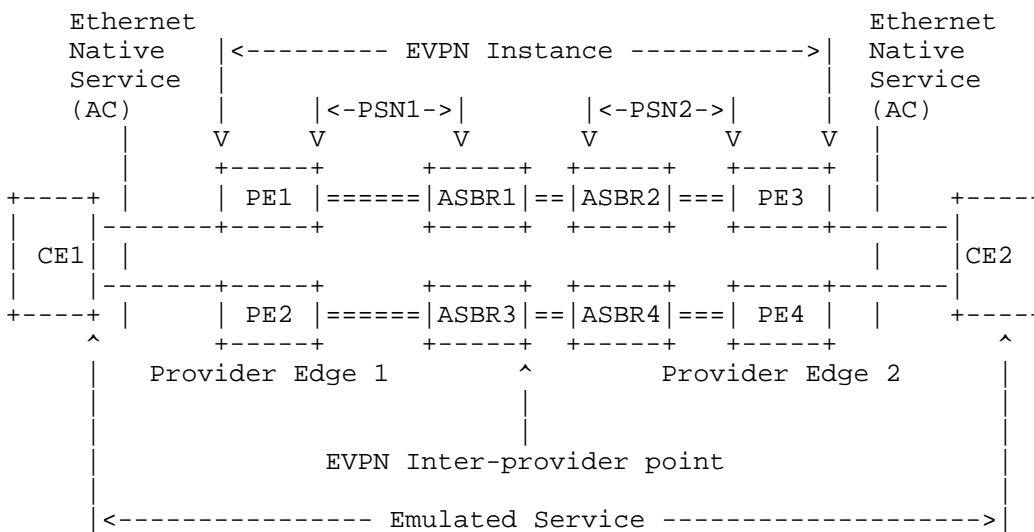 Ethernet Ethernet
Native |<--------- EVPN Instance ----------->| Native
Service | | Service
(AC) | |<-PSN1->| |<-PSN2->| | (AC)
| V V V V V V |
| +-----+ +-----+ +-----+ +-----+ |
+----+ | | PE1 |======|ASBR1|==|ASBR2|===| PE3 | | +----+
| |-------+-----+ +-----+ +-----+ +-----+-------| |
| CE1| | | |CE2
| |-------+-----+ +-----+ +-----+ +-----+-------| |
+----+ | | PE2 |======|ASBR3|==|ASBR4|===| PE4 | | +----+
^ +-----+ +-----+ +-----+ +-----+ ^
| Provider Edge 1 ^ Provider Edge 2 |
| | |
| | |
| EVPN Inter-provider point |
| |
|<---------------- Emulated Service -------------------->|